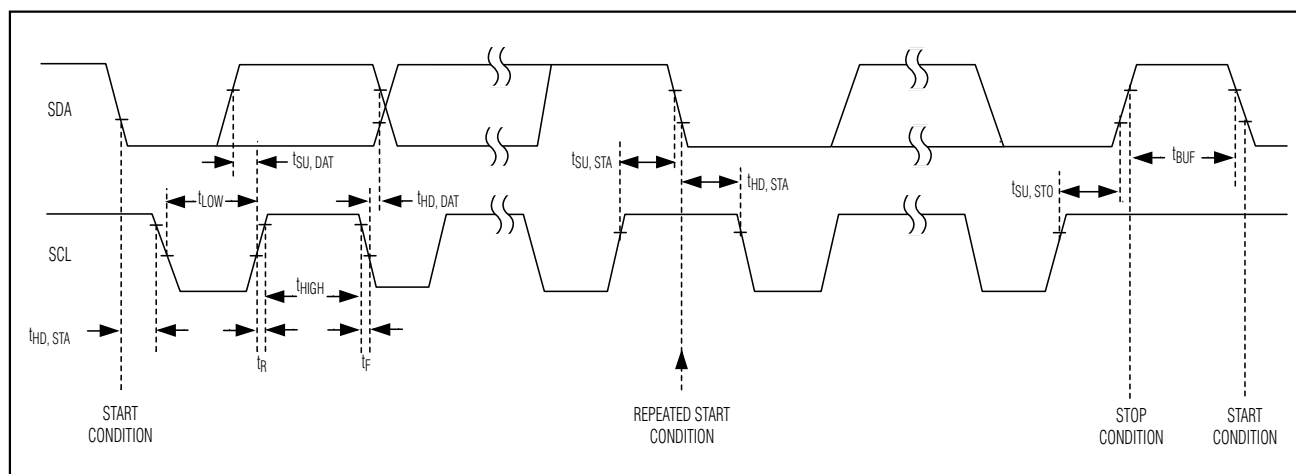 SDA
tSU, DAT
tSU, STA
tBUF
tLOW
tHD, DAT
tHD, STA
tSU, STO
SCL
tHIGH
tHD, STA
tR
tF
START
CONDITION
REPEATED START
CONDITION
STOP
CONDITION
START
CONDITION